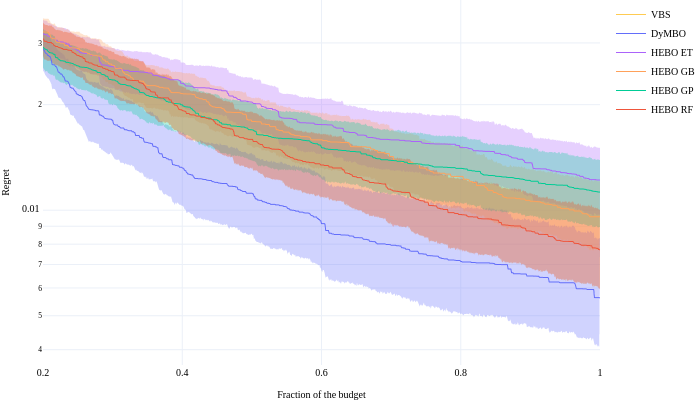 3
2
0.01
9
8
7
6
5
4
Regret
0.2
0.4
0.6
0.8
1
Fraction of the budget
VBS
DyMBO
HEBO ET
HEBO GB
HEBO GP
HEBO RF